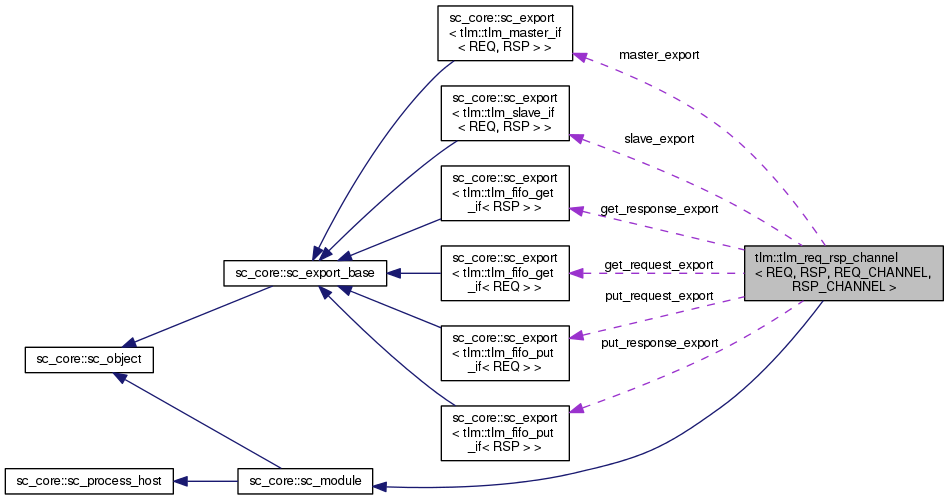 sc_core::sc_export
< tlm::tlm_master_if
< REQ, RSP > >
master_export
sc_core::sc_export
< tlm::tlm_slave_if
< REQ, RSP > >
slave_export
sc_core::sc_export
< tlm::tlm_fifo_get
_if< RSP > >
get_response_export
sc_core::sc_export_base
sc_core::sc_export
< tlm::tlm_fifo_get
_if< REQ > >
get_request_export
tlm::tlm_req_rsp_channel
< REQ, RSP, REQ_CHANNEL,
RSP_CHANNEL >
put_request_export
sc_core::sc_export
< tlm::tlm_fifo_put
_if< REQ > >
put_response_export
sc_core::sc_object
sc_core::sc_export
< tlm::tlm_fifo_put
_if< RSP > >
sc_core::sc_process_host
sc_core::sc_module